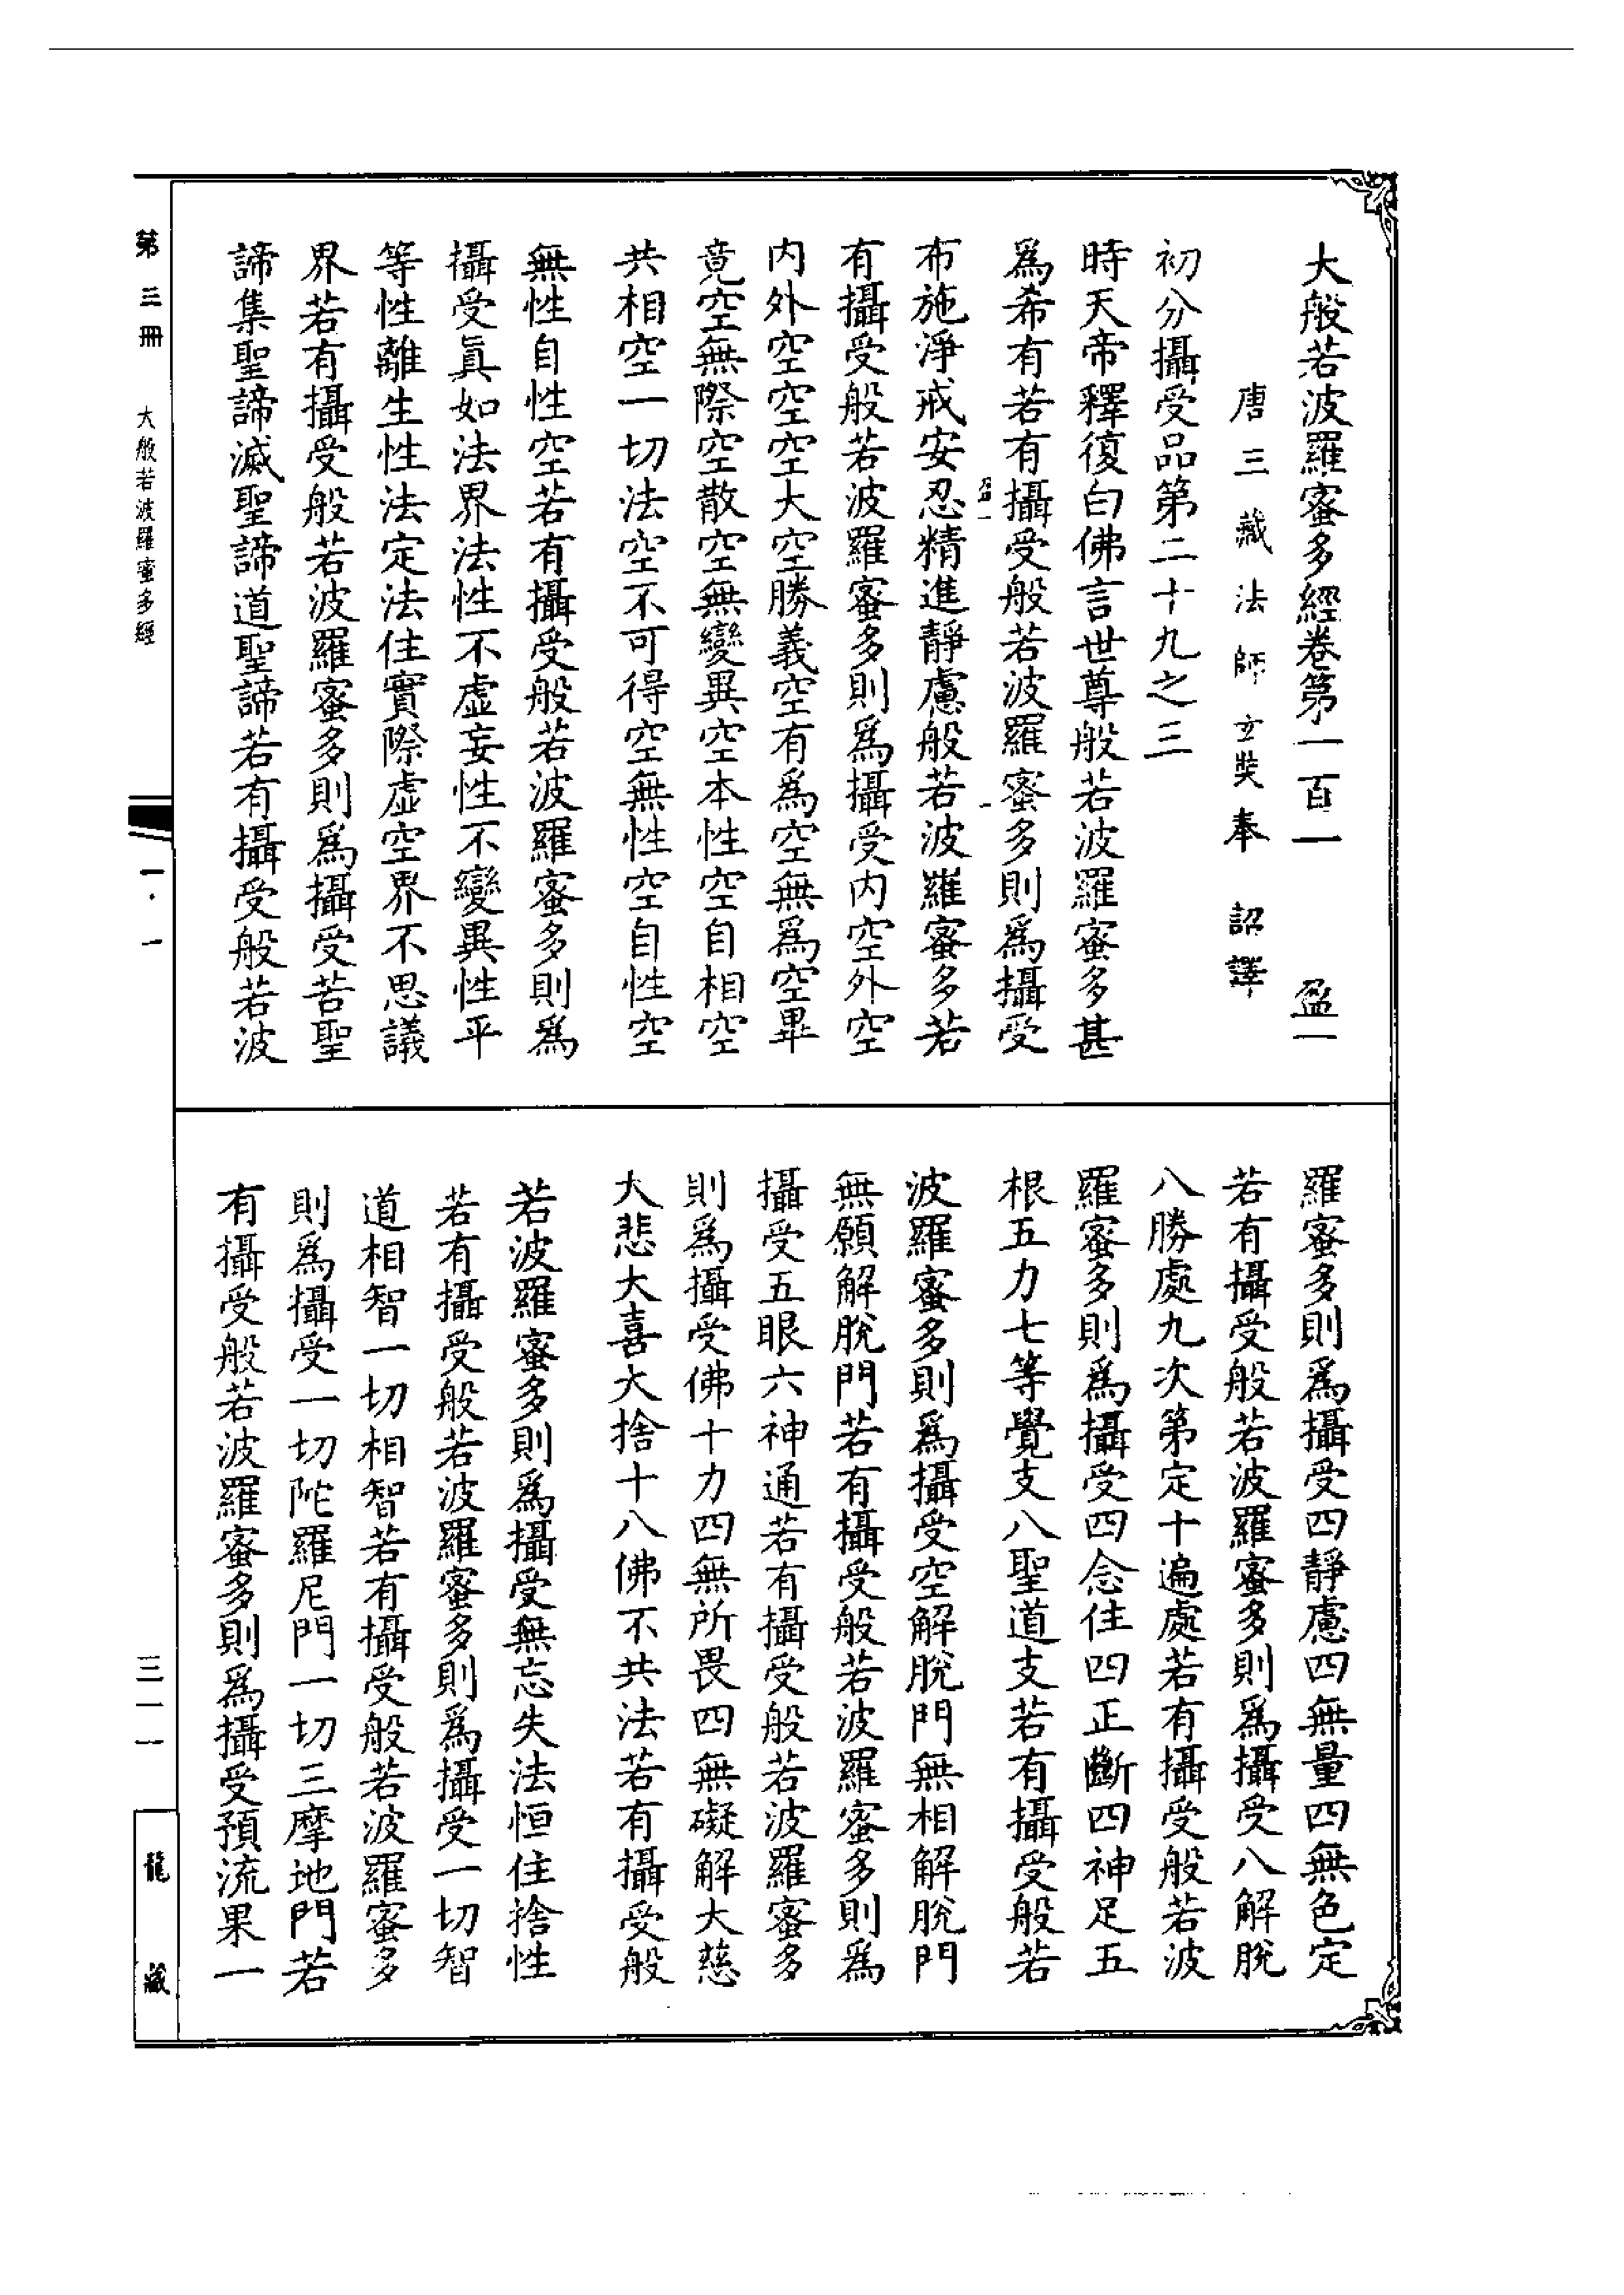 大般若波羅蜜多經卷第一百一　盈一
唐三藏法師玄奘奉　詔譯
初分攝受品第二十九之三
時天帝釋復白佛言世尊般若波羅蜜多甚
爲希有若有攝受般若波羅蜜多則爲攝受
布施淨戒安忍精進靜慮般若波羅蜜多若
有攝受般若波羅蜜多則爲攝受内空外空
内外空空空大空勝義空有爲空無爲空畢
竟空無際空散空無變異空本性空自相空
共相空一切法空不可得空無性空自性空
無性自性空若有攝受般若波羅蜜多則爲
攝受真如法界法性不虛妄性不變異性平
等性離生性法定法住實際虛空界不思議
界若有攝受般若波羅蜜多則爲攝受苦聖
諦集聖諦滅聖諦道聖諦若有攝受般若波
羅蜜多則爲攝受四靜慮四無量四無色定
若有攝受般若波羅蜜多則爲攝受八解脫
八勝處九次第定十遍處若有攝受般若波
羅蜜多則爲攝受四念住四正斷四神足五
根五力七等覺支八聖道支若有攝受般若
波羅蜜多則爲攝受空解脫門無相解脫門
無願解脫門若有攝受般若波羅蜜多則爲
攝受五眼六神通若有攝受般若波羅蜜多
則爲攝受佛十力四無所畏四無礙解大慈
大悲大喜大捨十八佛不共法若有攝受般
若波羅蜜多則爲攝受無忘失法恒住捨性
若有攝受般若波羅蜜多則爲攝受一切智
道相智一切相智若有攝受般若波羅蜜多
則爲攝受一切陀羅尼門一切三摩地門若
有攝受般若波羅蜜多則爲攝受預流果一
第三冊　大般若波羅蜜多經
一·一
三一一
龍藏